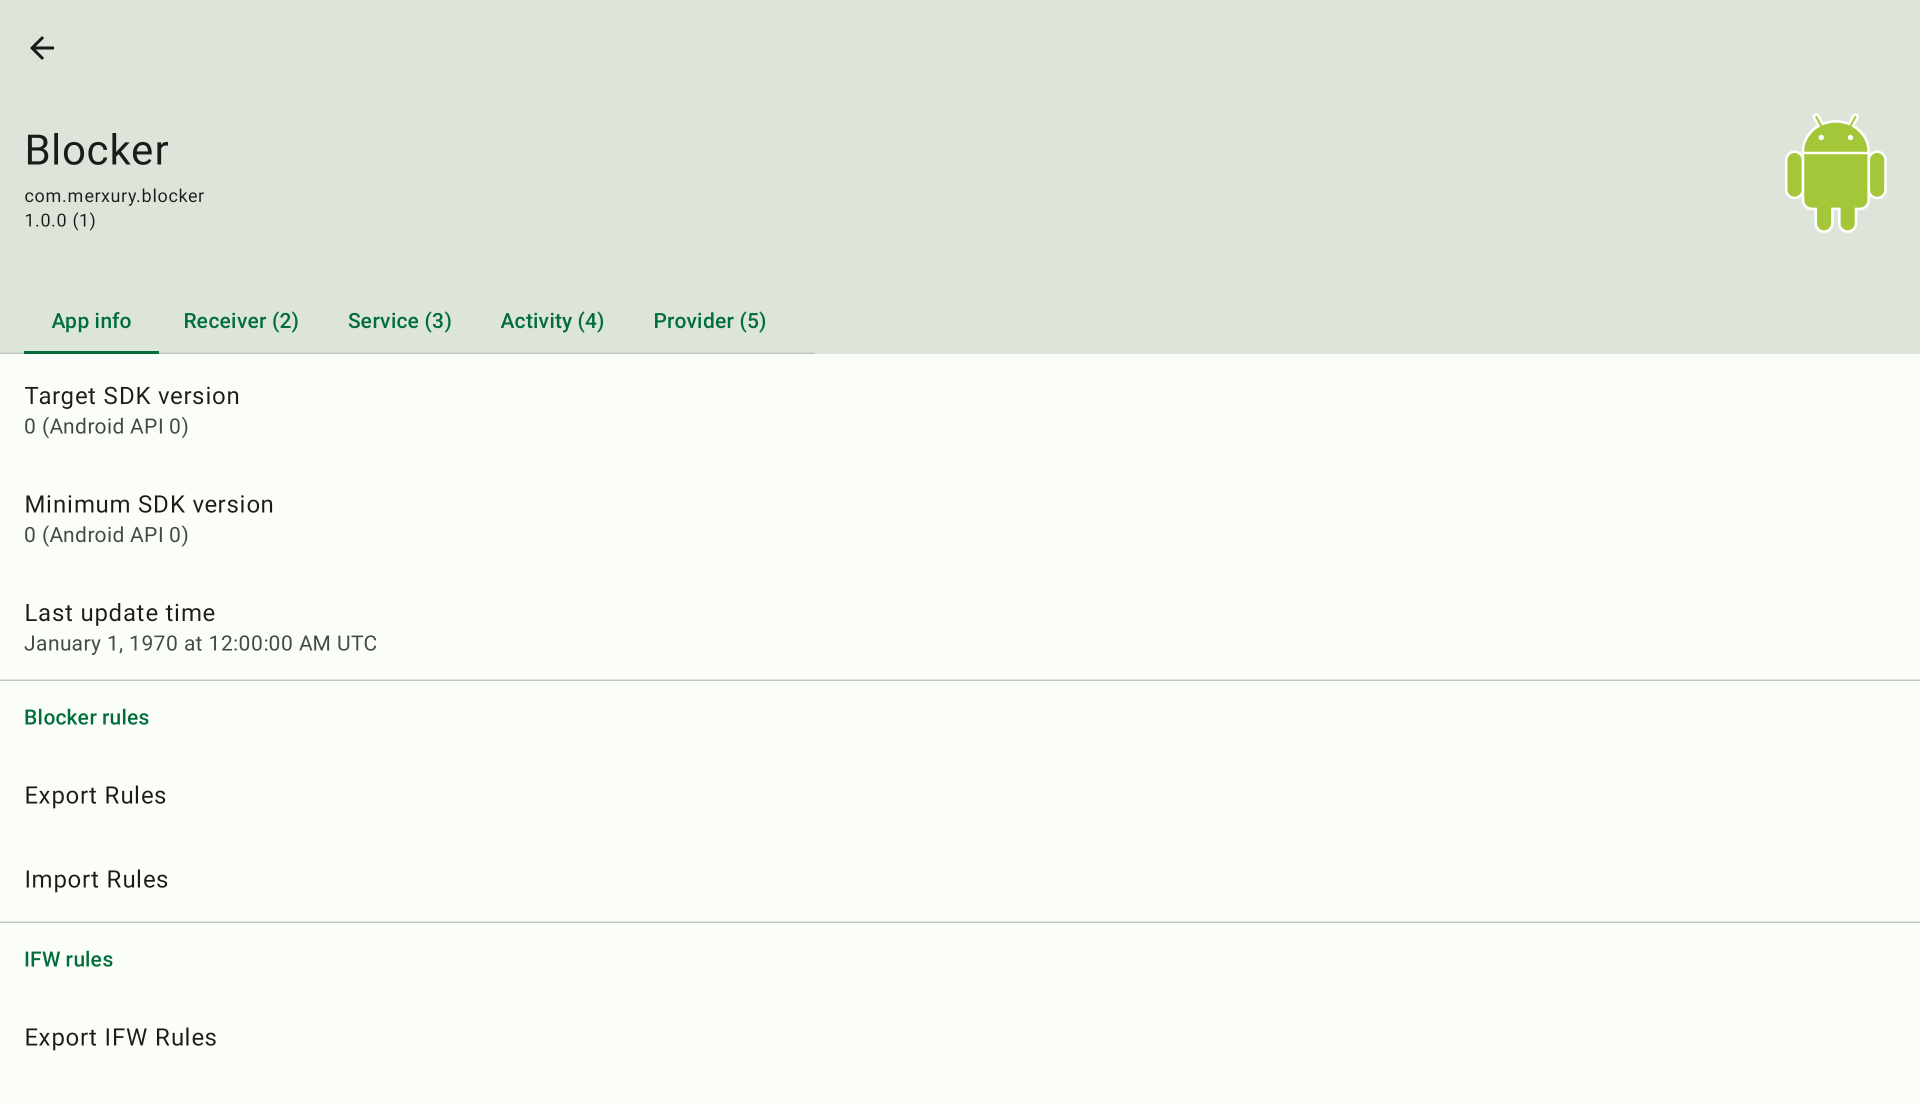 Blocker
com.merxury.blocker
1.0.0 (1)
App info
Receiver (2)
Service (3)
Activity (4)
Provider (5)
Target SDK version
0 (Android API 0)
Minimum SDK version
0 (Android API 0)
Last update time
January 1, 1970 at 12:00:00 AM UTC
Blocker rules
Export Rules
Import Rules
IFW rules
Export IFW Rules